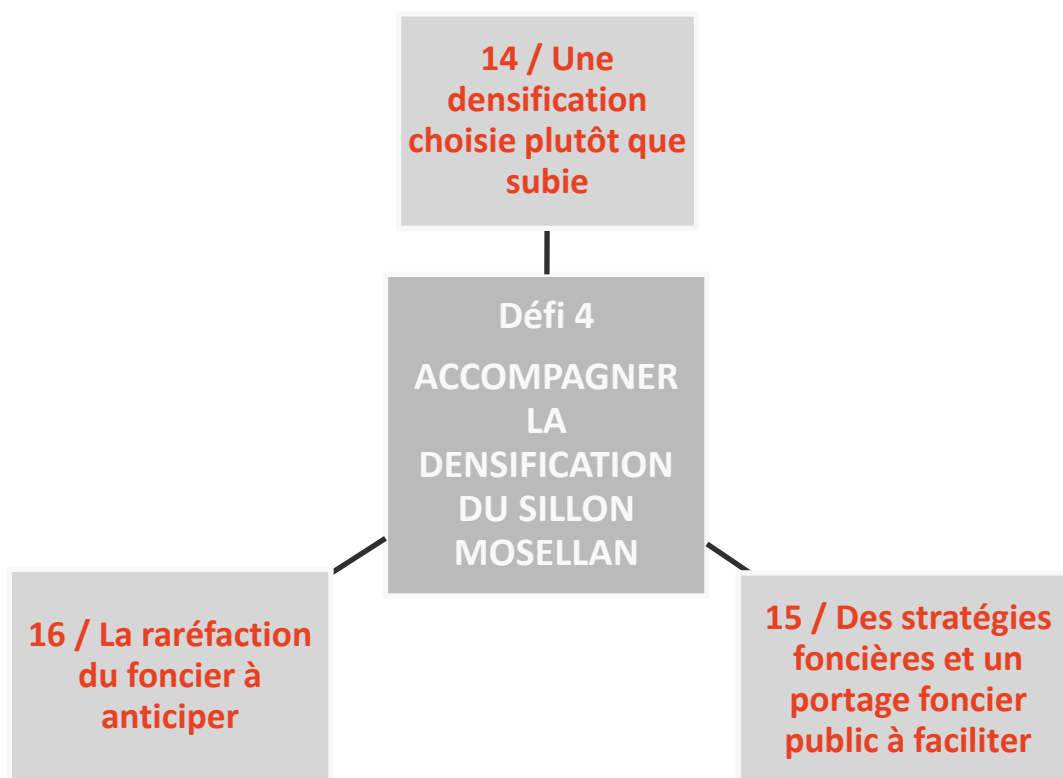 14 / Une
densification
choisie plutôt que
subie
Défi 4
ACCOMPAGNER
LA
DENSIFICATION
DU SILLON
MOSELLAN
15 / Des stratégies
foncières et un
portage foncier
public à faciliter
16 / La raréfaction
du foncier à
anticiper